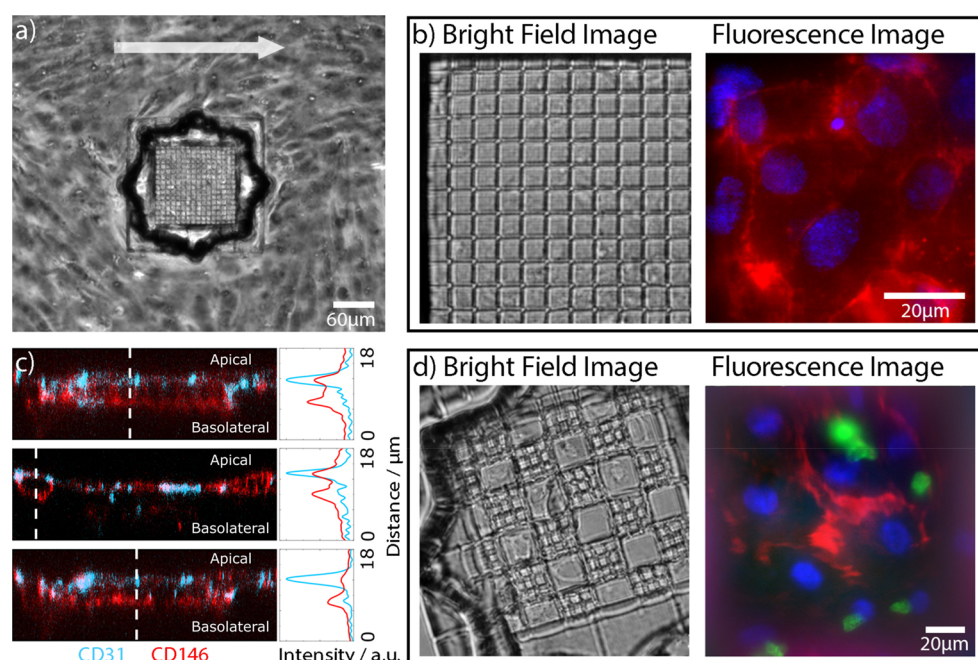 a)
60µm
b) Bright Field Image
Fluorescence Image
20µm
c)
Apical
Basolateral
18
0
Apical
Basolateral
18
0
Apical
Basolateral
18
0
Distance / µm
CD31
CD146
Intensity / a.u.
d) Bright Field Image
Fluorescence Image
20µm